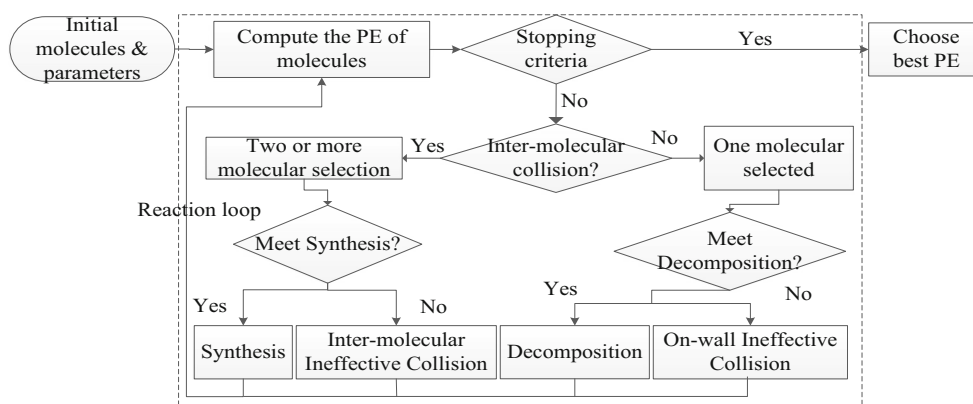 Initial
molecules &
parameters
Compute the PE of
molecules
Stopping
criteria
Yes
Choose
best PE
No
Two or more
molecular selection
Yes
Inter-molecular
collision?
No
One molecular
selected
Reaction loop
Meet Synthesis?
Meet
Decomposition?
Yes
No
Yes
No
Synthesis
Inter-molecular
Ineffective Collision
Decomposition
On-wall Ineffective
Collision